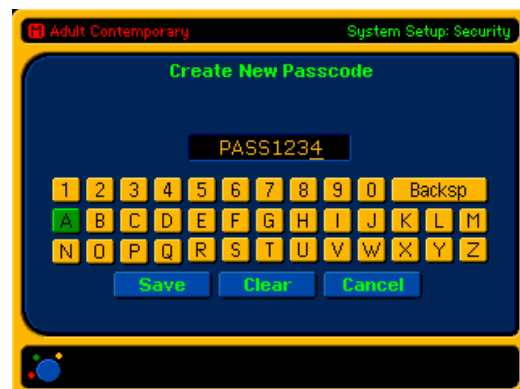 M Adult Contemporary System Setup: Security
Create New Passcode
PASS1234
1 2 3 4 5 6 7 8 9 0 Backsp
A B C D E F G H I J K L M
N O P Q R S T U V W X Y Z
Save Clear Cancel